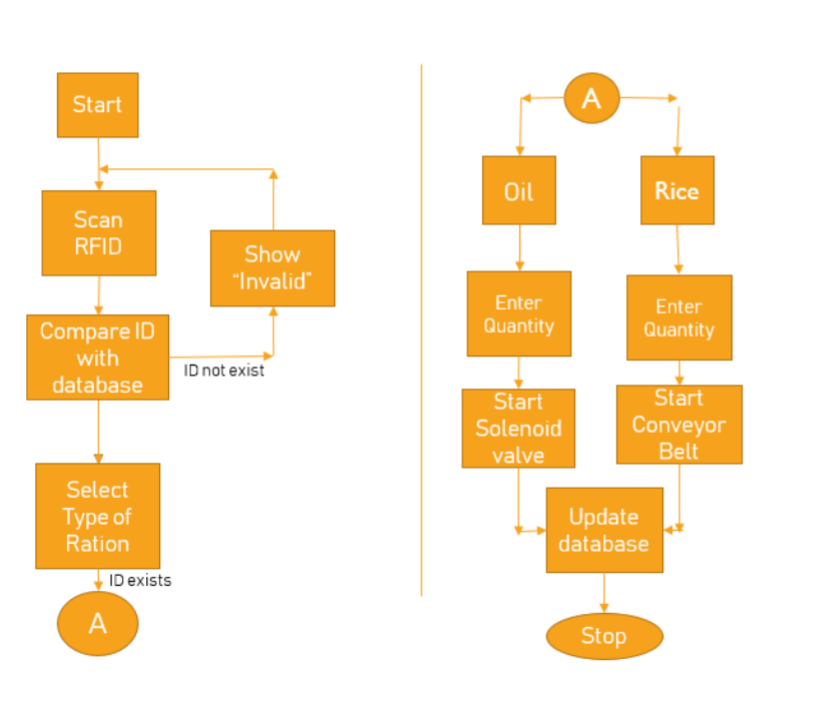 Start
Scan
RFID
Show
“Invalid”
Compare ID
with
database
ID not exist
Select
Type of
Ration
ID exists
A
A
Oil
Rice
Enter
Quantity
Enter
Quantity
Start
Solenoid
valve
Start
Conveyor
Belt
Update
database
Stop